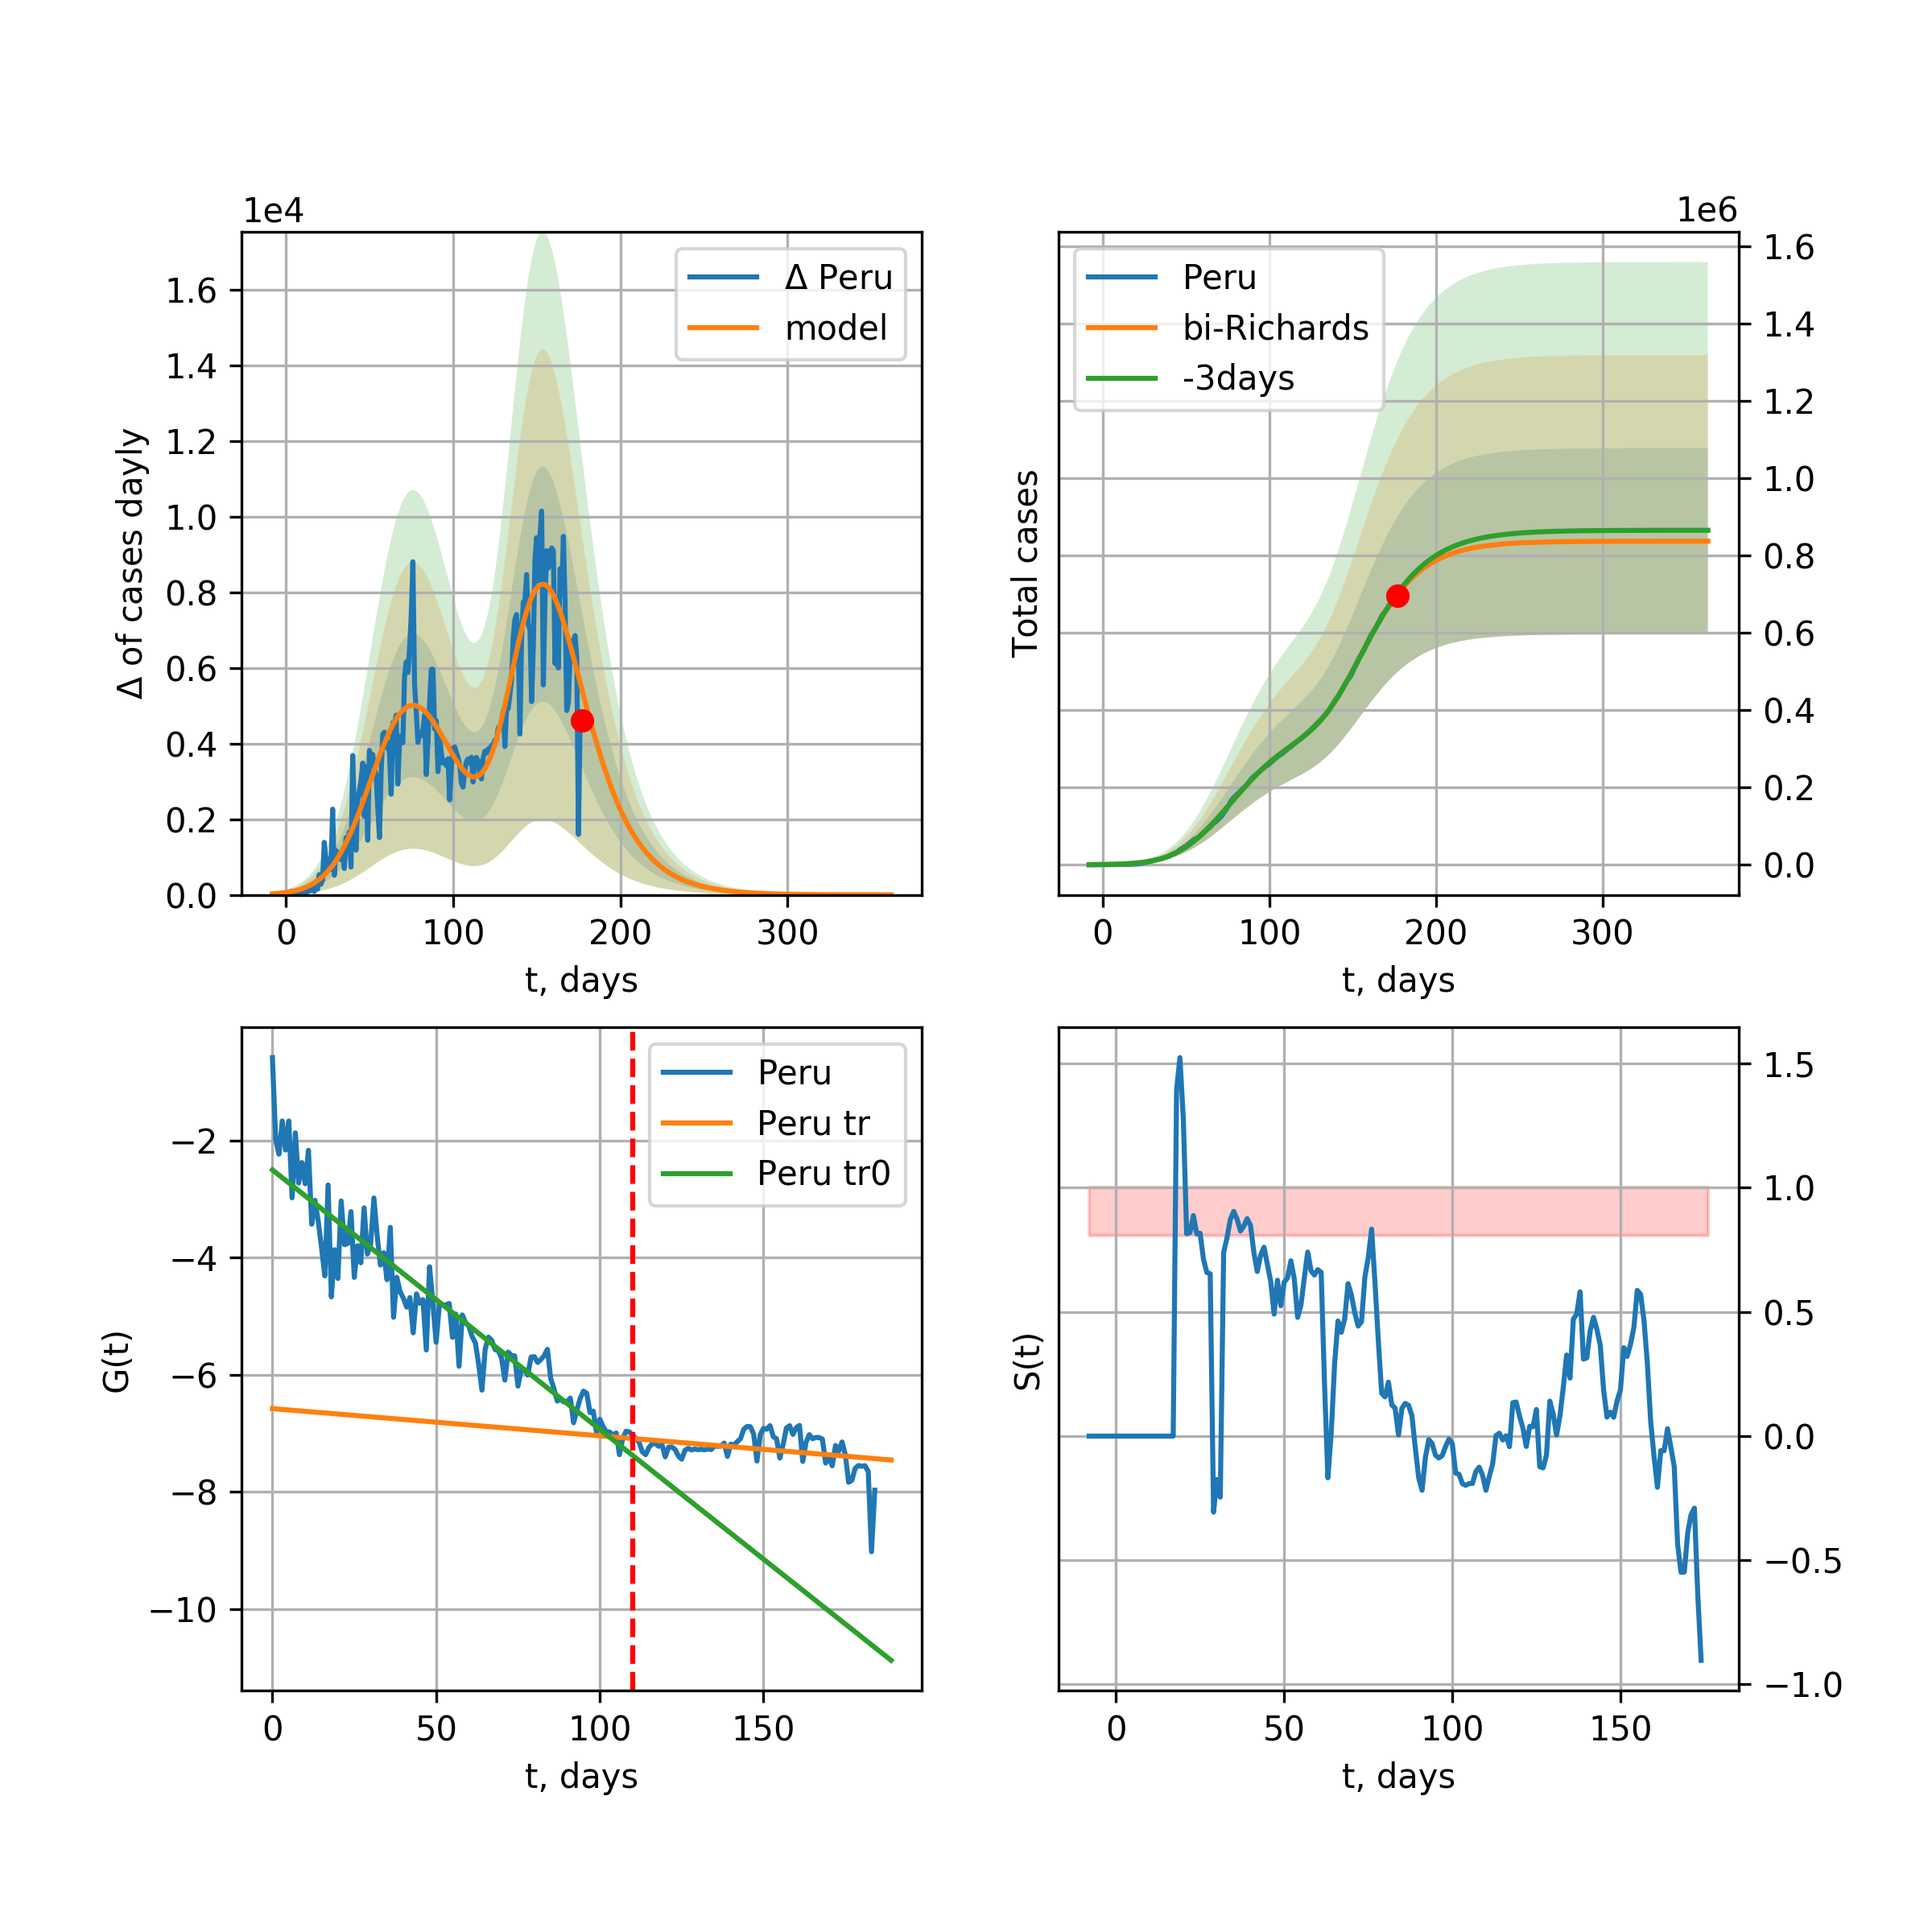 1e4
Δ of cases dayly
1.6
1.4
1.2
1.0
0.8
0.6
0.4
0.2
0.0
0 100 200 300
t, days
Δ Peru
model
1e6
Total cases
Peru
bi-Richards
-3days
1.6
1.4
1.2
1.0
0.8
0.6
0.4
0.2
0.0
0 100 200 300
t, days
G(t)
−2
−4
−6
−8
−10
0 50 100 150
t, days
Peru
Peru tr
Peru tr0
S(t)
1.5
1.0
0.5
0.0
−0.5
−1.0
0 50 100 150
t, days